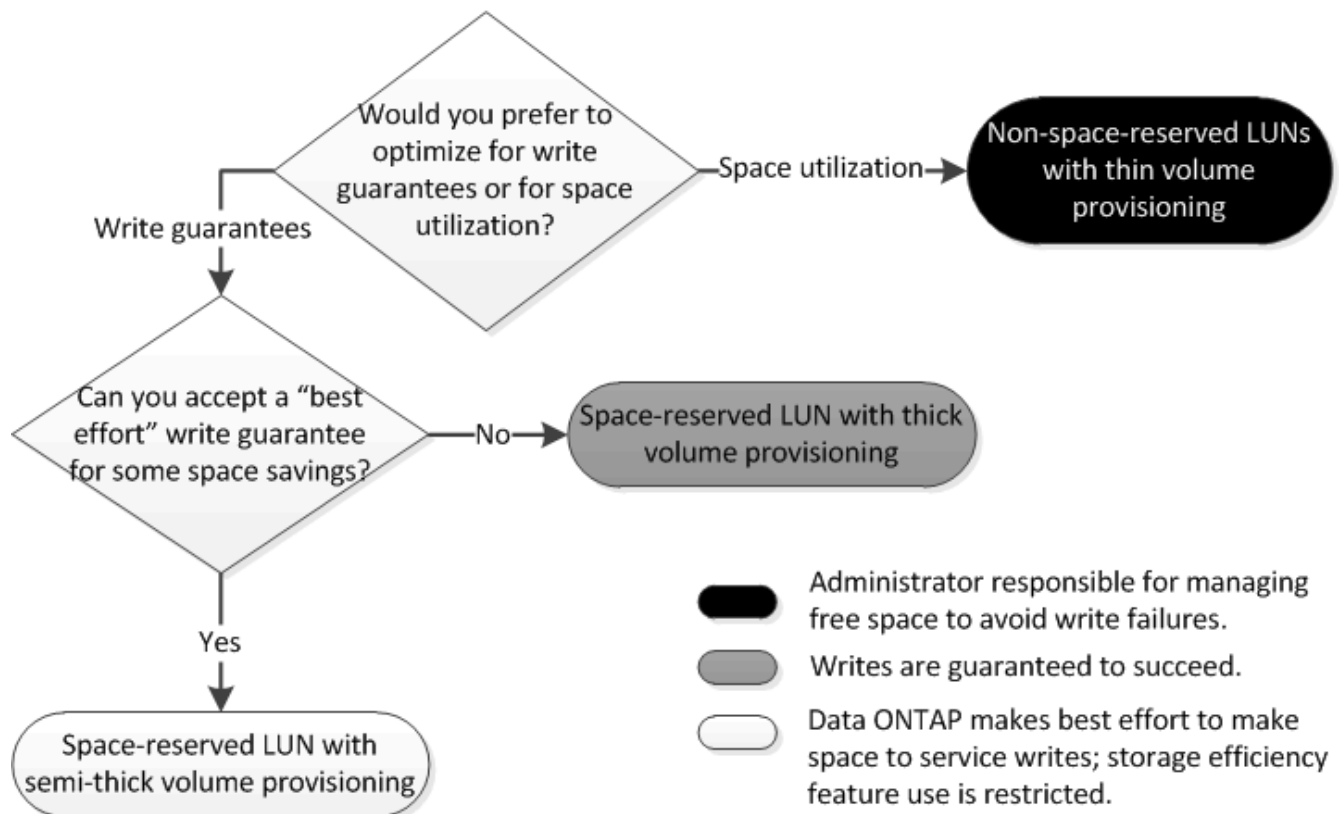 Would you prefer to
optimize for write
guarantees or for space
utilization?
Space utilization
Non-space-reserved LUNs
with thin volume
provisioning
Write guarantees
Can you accept a “best
effort” write guarantee
for some space savings?
No
Space-reserved LUN with thick
volume provisioning
Yes
Space-reserved LUN with
semi-thick volume provisioning
Administrator responsible for managing
free space to avoid write failures.
Writes are guaranteed to succeed.
Data ONTAP makes best effort to make
space to service writes; storage efficiency
feature use is restricted.